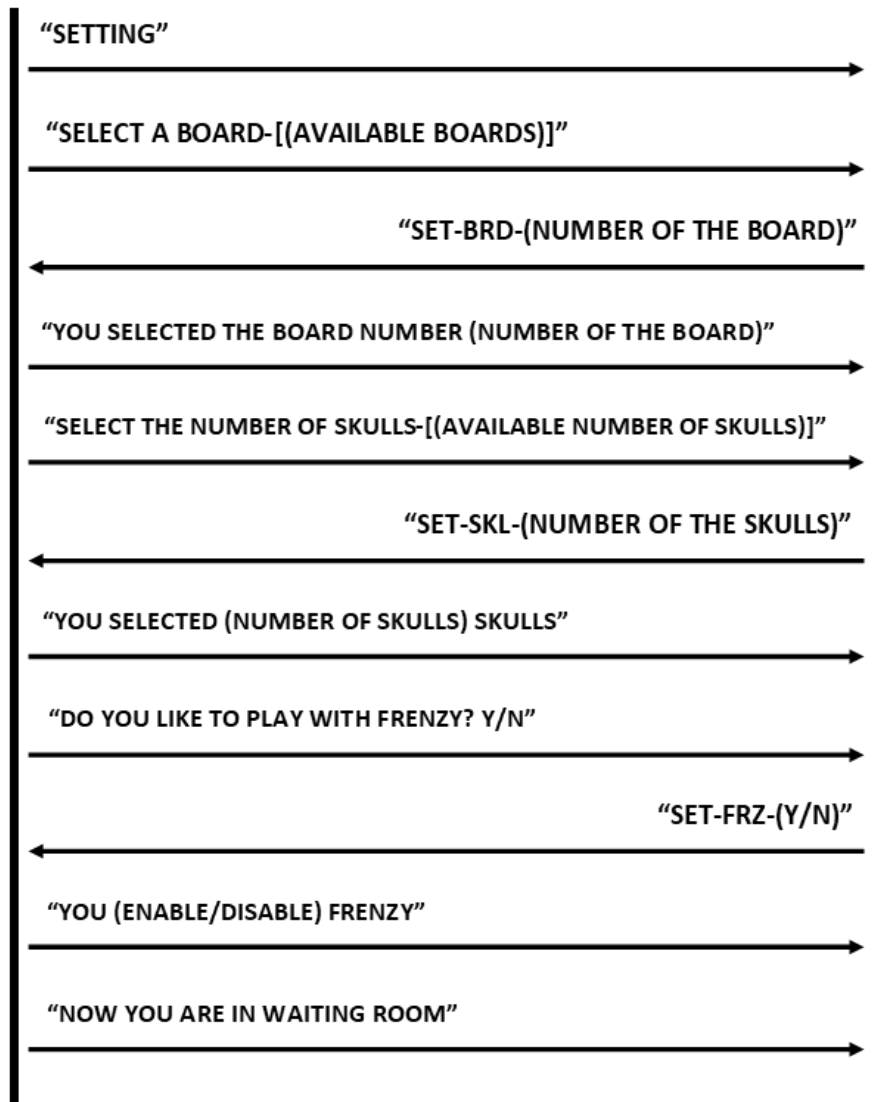 “SETTING”
“SELECT A BOARD-[(AVAILABLE BOARDS)]”
“SET-BRD-(NUMBER OF THE BOARD)”
“YOU SELECTED THE BOARD NUMBER (NUMBER OF THE BOARD)”
“SELECT THE NUMBER OF SKULLS-[(AVAILABLE NUMBER OF SKULLS)]”
“SET-SKL-(NUMBER OF THE SKULLS)”
“YOU SELECTED (NUMBER OF SKULLS) SKULLS”
“DO YOU LIKE TO PLAY WITH FRENZY? Y/N”
“SET-FRZ-(Y/N)”
“YOU (ENABLE/DISABLE) FRENZY”
“NOW YOU ARE IN WAITING ROOM”